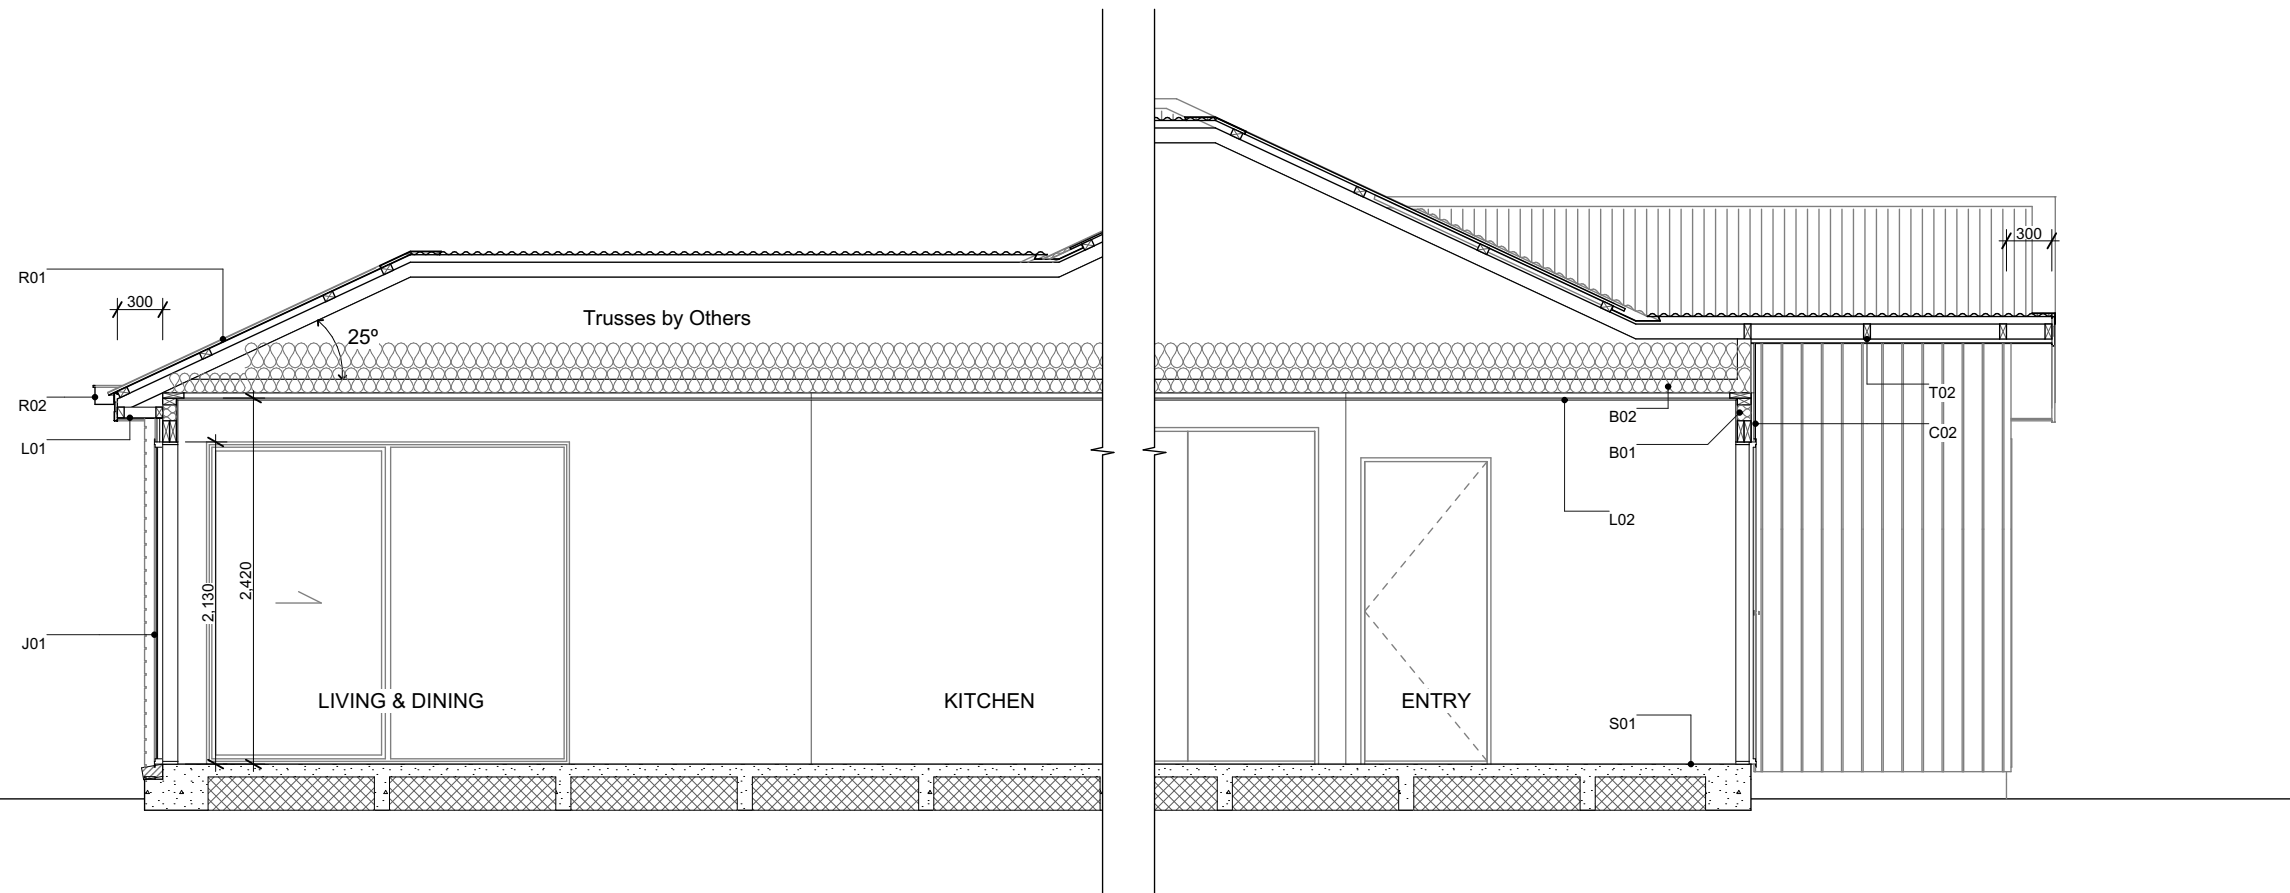 300
R01
300
Trusses by Others
25º
R02
T02
B02
L01
C02
B01
L02
2,420
2,130
J01
LIVING & DINING
KITCHEN
ENTRY
S01